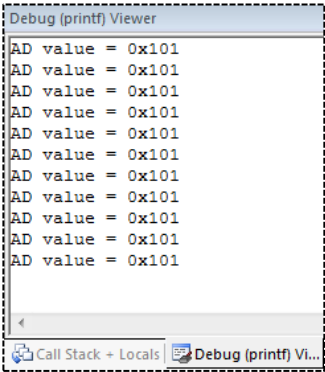 Debug (printf) Viewer
AD value = 0x101
AD value = 0x101
AD value = 0x101
AD value = 0x101
AD value = 0x101
AD value = 0x101
AD value = 0x101
AD value = 0x101
AD value = 0x101
AD value = 0x101
AD value = 0x101
Call Stack + Locals Debug (printf) Vi...